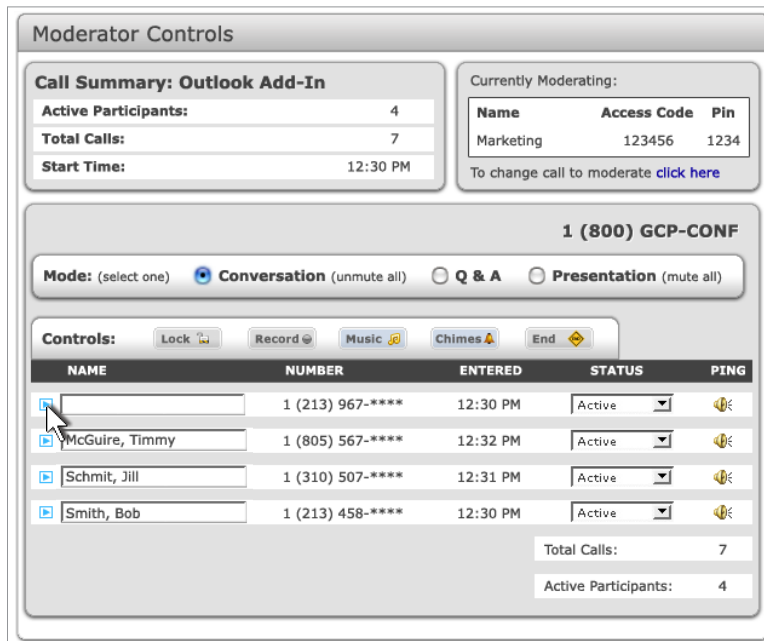 Moderator Controls
Call Summary: Outlook Add-In
Active Participants: 4
Total Calls: 7
Start Time: 12:30 PM
Currently Moderating:
Name Access Code Pin
Marketing 123456 1234
To change call to moderate click here
1 (800) GCP-CONF
Mode: (select one) Conversation (unmute all) Q & A Presentation (mute all)
Controls: Lock Record Music Chimes End
NAME NUMBER ENTERED STATUS PING
1 (213) 967-**** 12:30 PM Active
McGuire, Timmy 1 (805) 567-**** 12:32 PM Active
Schmit, Jill 1 (310) 507-**** 12:31 PM Active
Smith, Bob 1 (213) 458-**** 12:30 PM Active
Total Calls: 7
Active Participants: 4